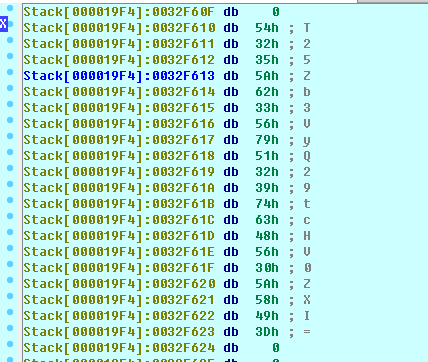 Stack[000019F4]:0032F60F db 0
Stack[000019F4]:0032F610 db 54h ; T
Stack[000019F4]:0032F611 db 32h ; 2
Stack[000019F4]:0032F612 db 35h ; 5
Stack[000019F4]:0032F613 db 5Ah ; Z
Stack[000019F4]:0032F614 db 62h ; b
Stack[000019F4]:0032F615 db 33h ; 3
Stack[000019F4]:0032F616 db 56h ; V
Stack[000019F4]:0032F617 db 79h ; y
Stack[000019F4]:0032F618 db 51h ; Q
Stack[000019F4]:0032F619 db 32h ; 2
Stack[000019F4]:0032F61A db 39h ; 9
Stack[000019F4]:0032F61B db 74h ; t
Stack[000019F4]:0032F61C db 63h ; c
Stack[000019F4]:0032F61D db 48h ; H
Stack[000019F4]:0032F61E db 56h ; V
Stack[000019F4]:0032F61F db 30h ; 0
Stack[000019F4]:0032F620 db 5Ah ; Z
Stack[000019F4]:0032F621 db 58h ; X
Stack[000019F4]:0032F622 db 49h ; I
Stack[000019F4]:0032F623 db 3Dh ; =
Stack[000019F4]:0032F624 db 0